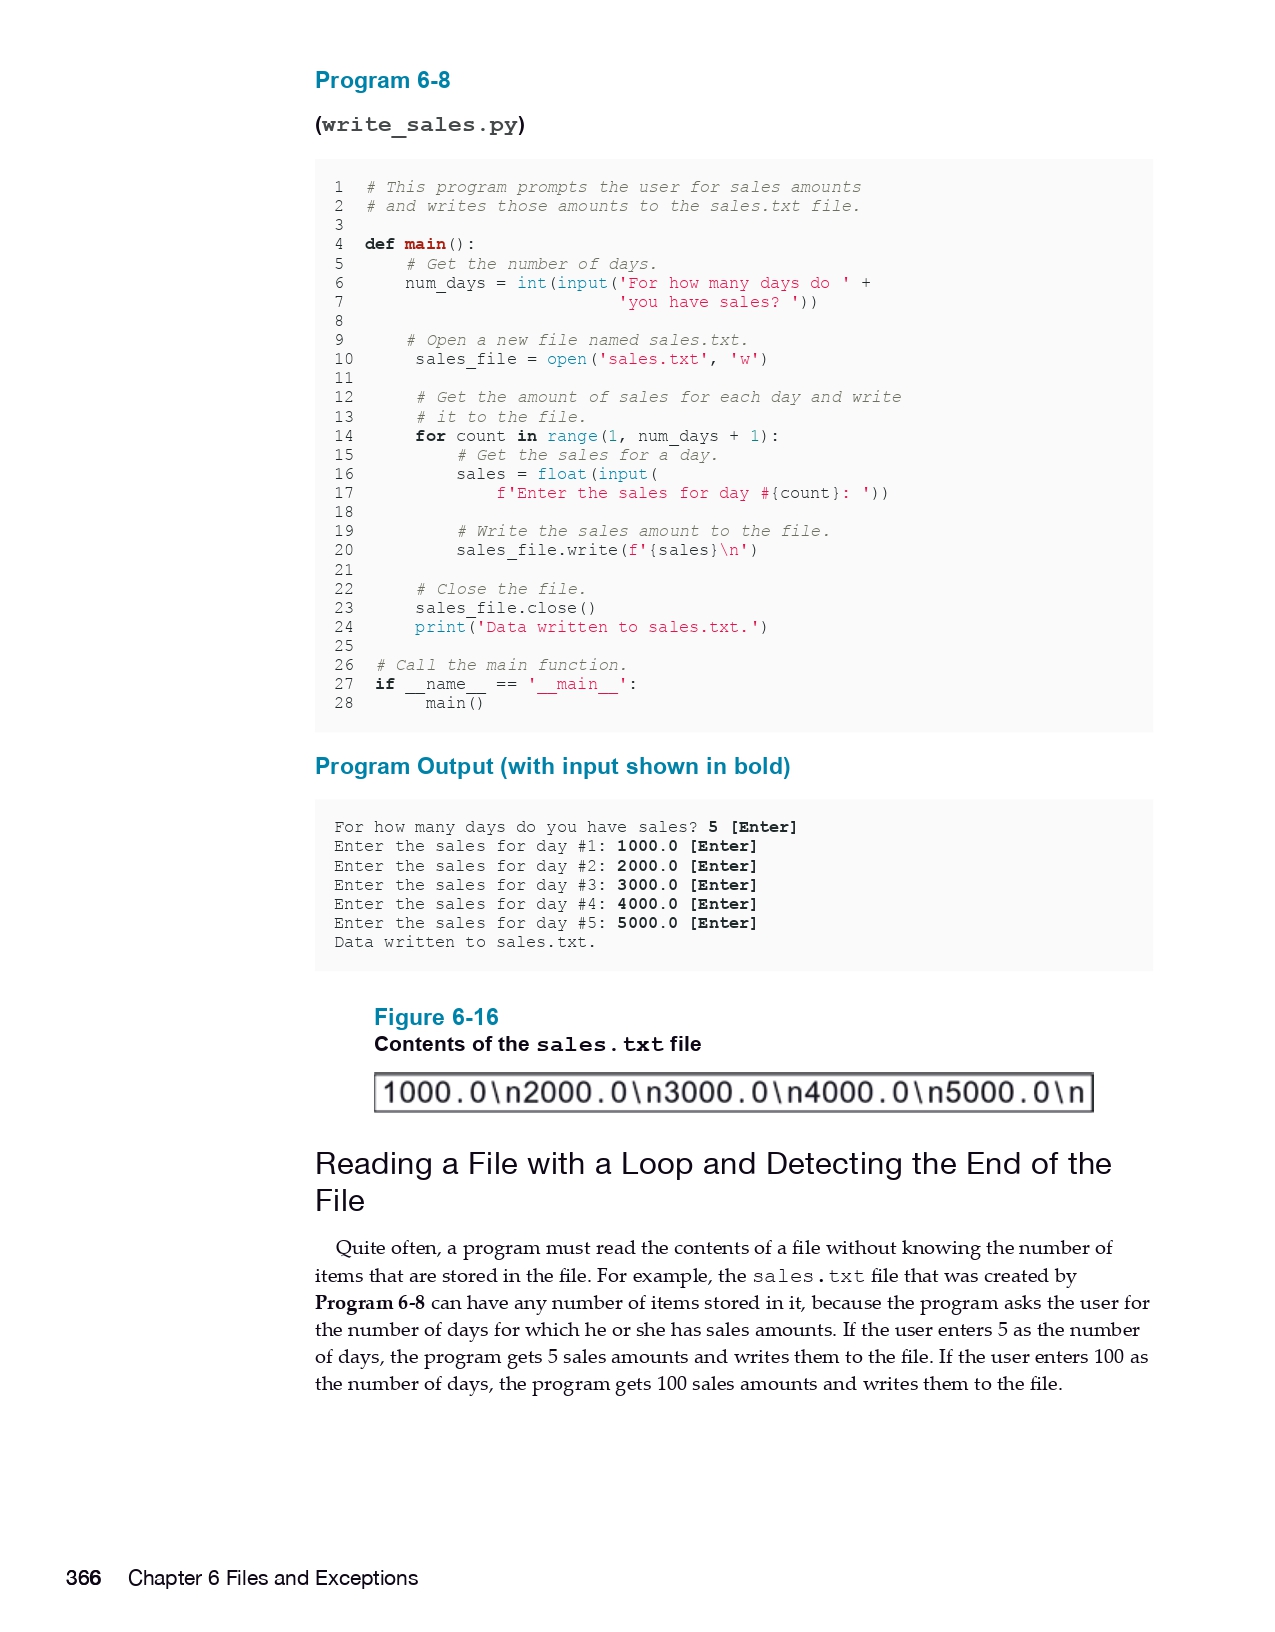 Program 6-8
(write_sales.py)
1  # This program prompts the user for sales amounts
2  # and writes those amounts to the sales.txt file.
3
4  def main():
5      # Get the number of days.
6      num_days = int(input('For how many days do ' +
7                           'you have sales? '))
8
9      # Open a new file named sales.txt.
10      sales_file = open('sales.txt', 'w')
11
12      # Get the amount of sales for each day and write
13      # it to the file.
14      for count in range(1, num_days + 1):
15          # Get the sales for a day.
16          sales = float(input(
17              f'Enter the sales for day #{count}: '))
18
19          # Write the sales amount to the file.
20          sales_file.write(f'{sales}\n')
21
22      # Close the file.
23      sales_file.close()
24      print('Data written to sales.txt.')
25
26  # Call the main function.
27  if __name__ == '__main__':
28       main()
Program Output (with input shown in bold)
For how many days do you have sales? 5 [Enter]
Enter the sales for day #1: 1000.0 [Enter]
Enter the sales for day #2: 2000.0 [Enter]
Enter the sales for day #3: 3000.0 [Enter]
Enter the sales for day #4: 4000.0 [Enter]
Enter the sales for day #5: 5000.0 [Enter]
Data written to sales.txt.
Figure 6-16
Contents of the sales.txt file
1000.0\n2000.0\n3000.0\n4000.0\n5000.0\n
Reading a File with a Loop and Detecting the End of the
File
Quite often, a program must read the contents of a file without knowing the number of
items that are stored in the file. For example, the sales.txt file that was created by
Program 6-8 can have any number of items stored in it, because the program asks the user for
the number of days for which he or she has sales amounts. If the user enters 5 as the number
of days, the program gets 5 sales amounts and writes them to the file. If the user enters 100 as
the number of days, the program gets 100 sales amounts and writes them to the file.
366 Chapter 6 Files and Exceptions